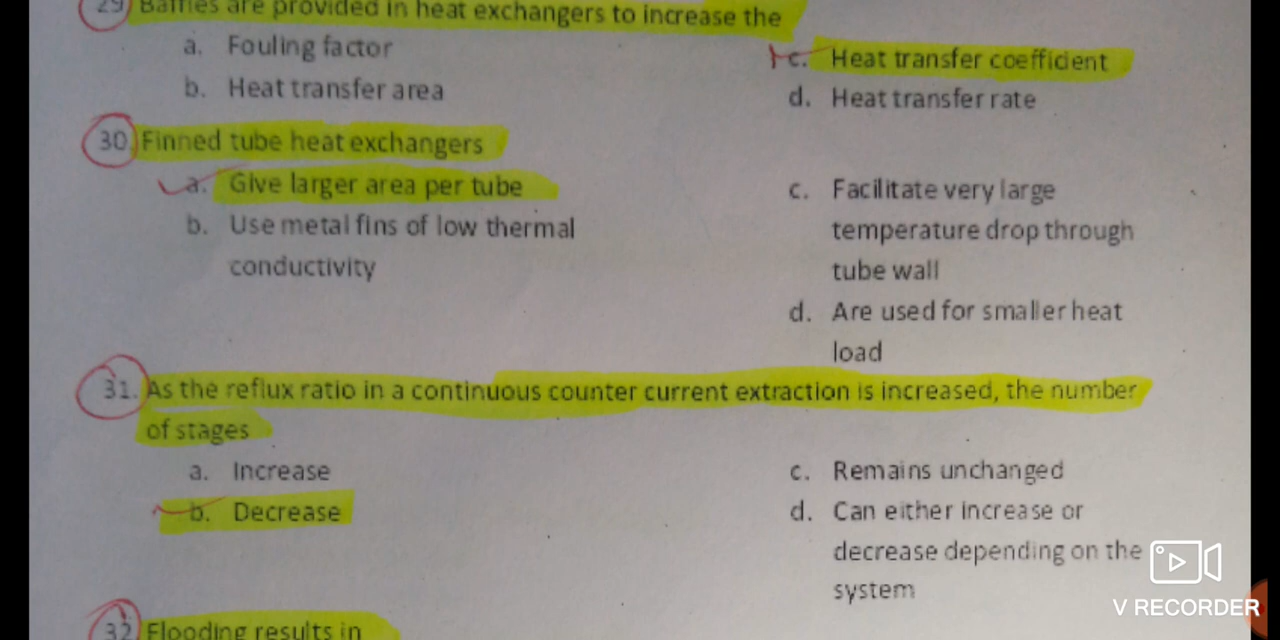 29) Baffles are provided in heat exchangers to increase the
a. Fouling factor
b. Heat transfer area
c. Heat transfer coefficient
d. Heat transfer rate
30. Finned tube heat exchangers
a. Give larger area per tube
b. Use metal fins of low thermal
conductivity
c. Facilitate very large
temperature drop through
tube wall
d. Are used for smaller heat
load
31. As the reflux ratio in a continuous counter current extraction is increased, the number
of stages
a. Increase
b. Decrease
c. Remains unchanged
d. Can either increase or
decrease depending on the
system
32 Flooding results in
V RECORDER